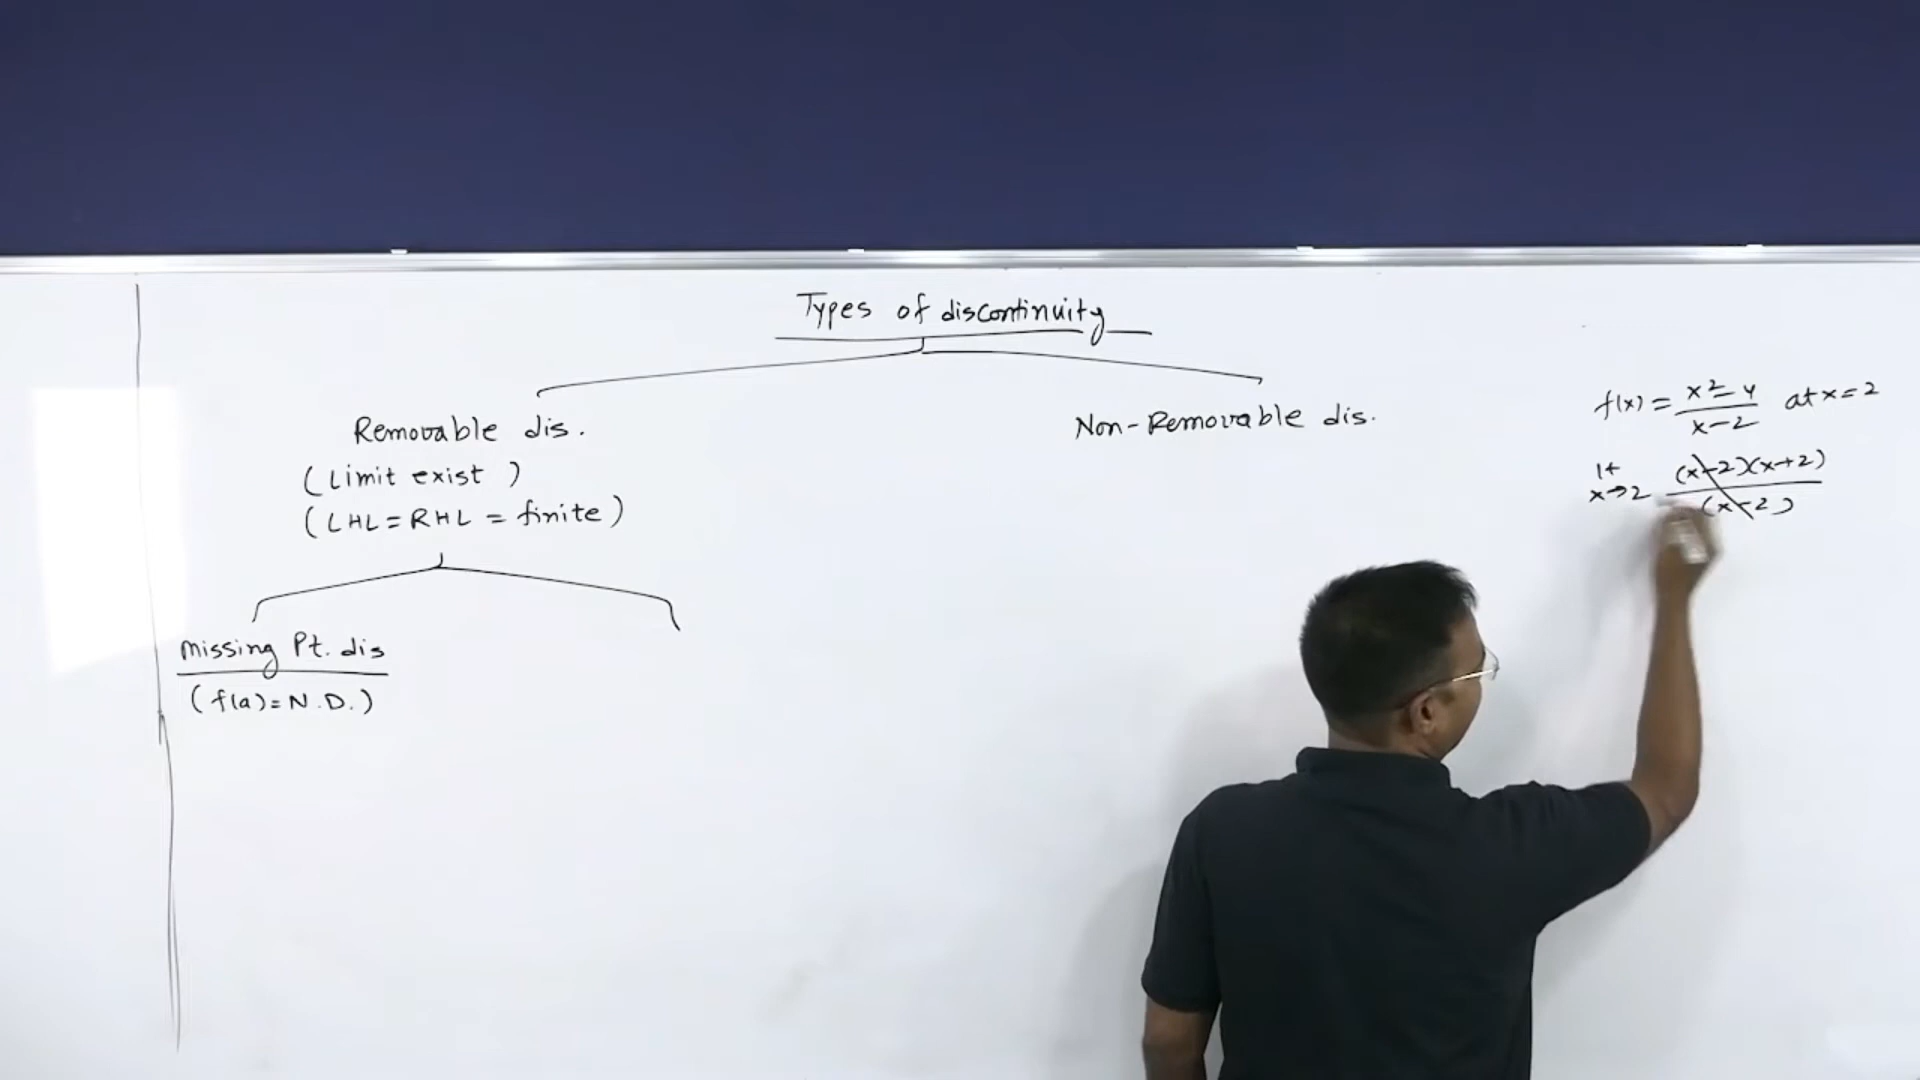 Types of discontinuity
Removable dis.
(Limit exist)
(LHL = RHL = finite)
Missing Pt. dis
(f(a) = N.D.)
Non-Removable dis.
f(x) = x²-4 / x-2 at x=2
lt x→2 (x-2)(x+2) / (x-2)